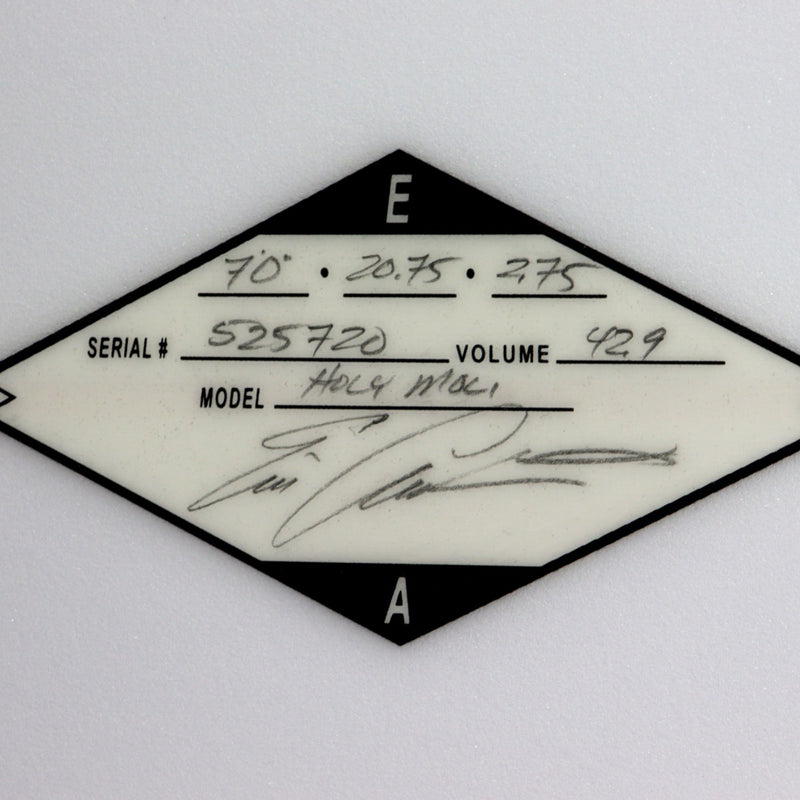 E
7'0" • 20.75 • 2.75
SERIAL # 525720 VOLUME 42.9
MODEL HOLY MOLI
A